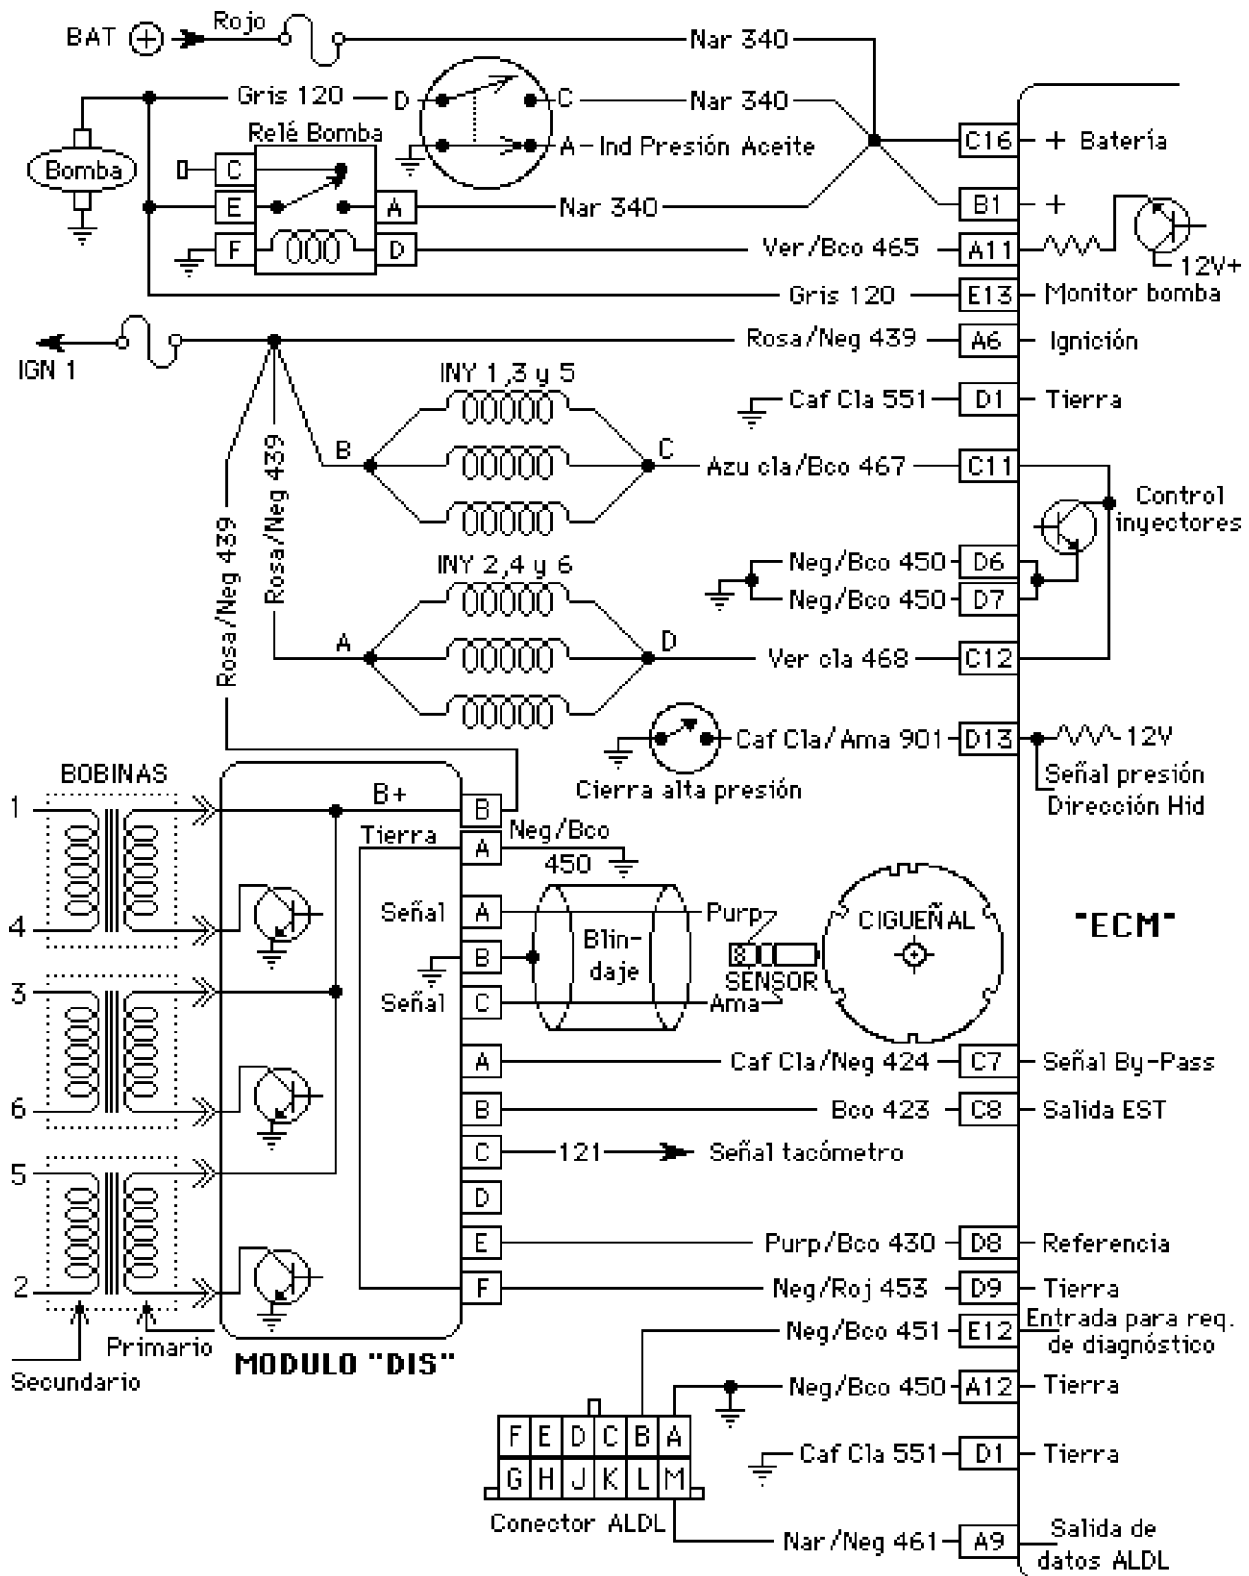 BAT + Rojo Nar 340
Gris 120 D C Nar 340
Relé Bomba A-Ind Presión Aceite C16 + Batería
Bomba C
E A Nar 340 B1 +
F D Ver/Bco 465 A11 12V+
Gris 120 E13 Monitor bomba
IGN 1 Rosa/Neg 439 A6 Ignición
INY 1,3 y 5
Caf Cla 551 D1 Tierra
B C Azu cla/Bco 467 C11
Rosa/Neg 439
Rosa/Neg 439
Control
inyectores
INY 2,4 y 6 Neg/Bco 450 D6
Neg/Bco 450 D7
A D Ver cla 468 C12
Caf Cla/Ama 901 D13 12V
Cierra alta presión
Señal presión
Dirección Hid
BOBINAS
1 B+ B
Tierra A Neg/Bco
450
4 Señal A Purp CIGUEÑAL "ECM"
B Blin-
daje 8 SENSOR
3 Señal C Ama
A Caf Cla/Neg 424 C7 Señal By-Pass
6 B Bco 423 C8 Salida EST
C 121 Señal tacómetro
5 D
E Purp/Bco 430 D8 Referencia
2 F Neg/Roj 453 D9 Tierra
Primario
Secundario
MODULO "DIS"
Neg/Bco 451 E12 Entrada para req.
de diagnóstico
Neg/Bco 450 A12 Tierra
F E D C B A
Caf Cla 551 D1 Tierra
G H J K L M
Conector ALDL
Nar/Neg 461 A9 Salida de
datos ALDL